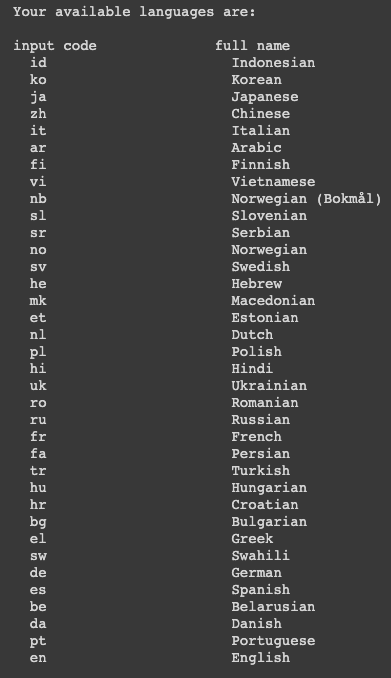 Your available languages are:
input code full name
id Indonesian
ko Korean
ja Japanese
zh Chinese
it Italian
ar Arabic
fi Finnish
vi Vietnamese
nb Norwegian (Bokmål)
sl Slovenian
sr Serbian
no Norwegian
sv Swedish
he Hebrew
mk Macedonian
et Estonian
nl Dutch
pl Polish
hi Hindi
uk Ukrainian
ro Romanian
ru Russian
fr French
fa Persian
tr Turkish
hu Hungarian
hr Croatian
bg Bulgarian
el Greek
sw Swahili
de German
es Spanish
be Belarusian
da Danish
pt Portuguese
en English